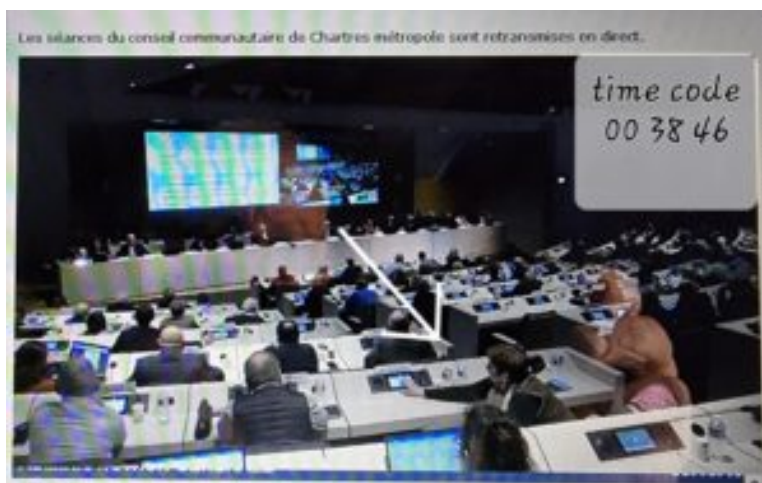 Les séances du conseil communautaire de Chartres métropole sont retransmises en direct.
time code
00 38 46